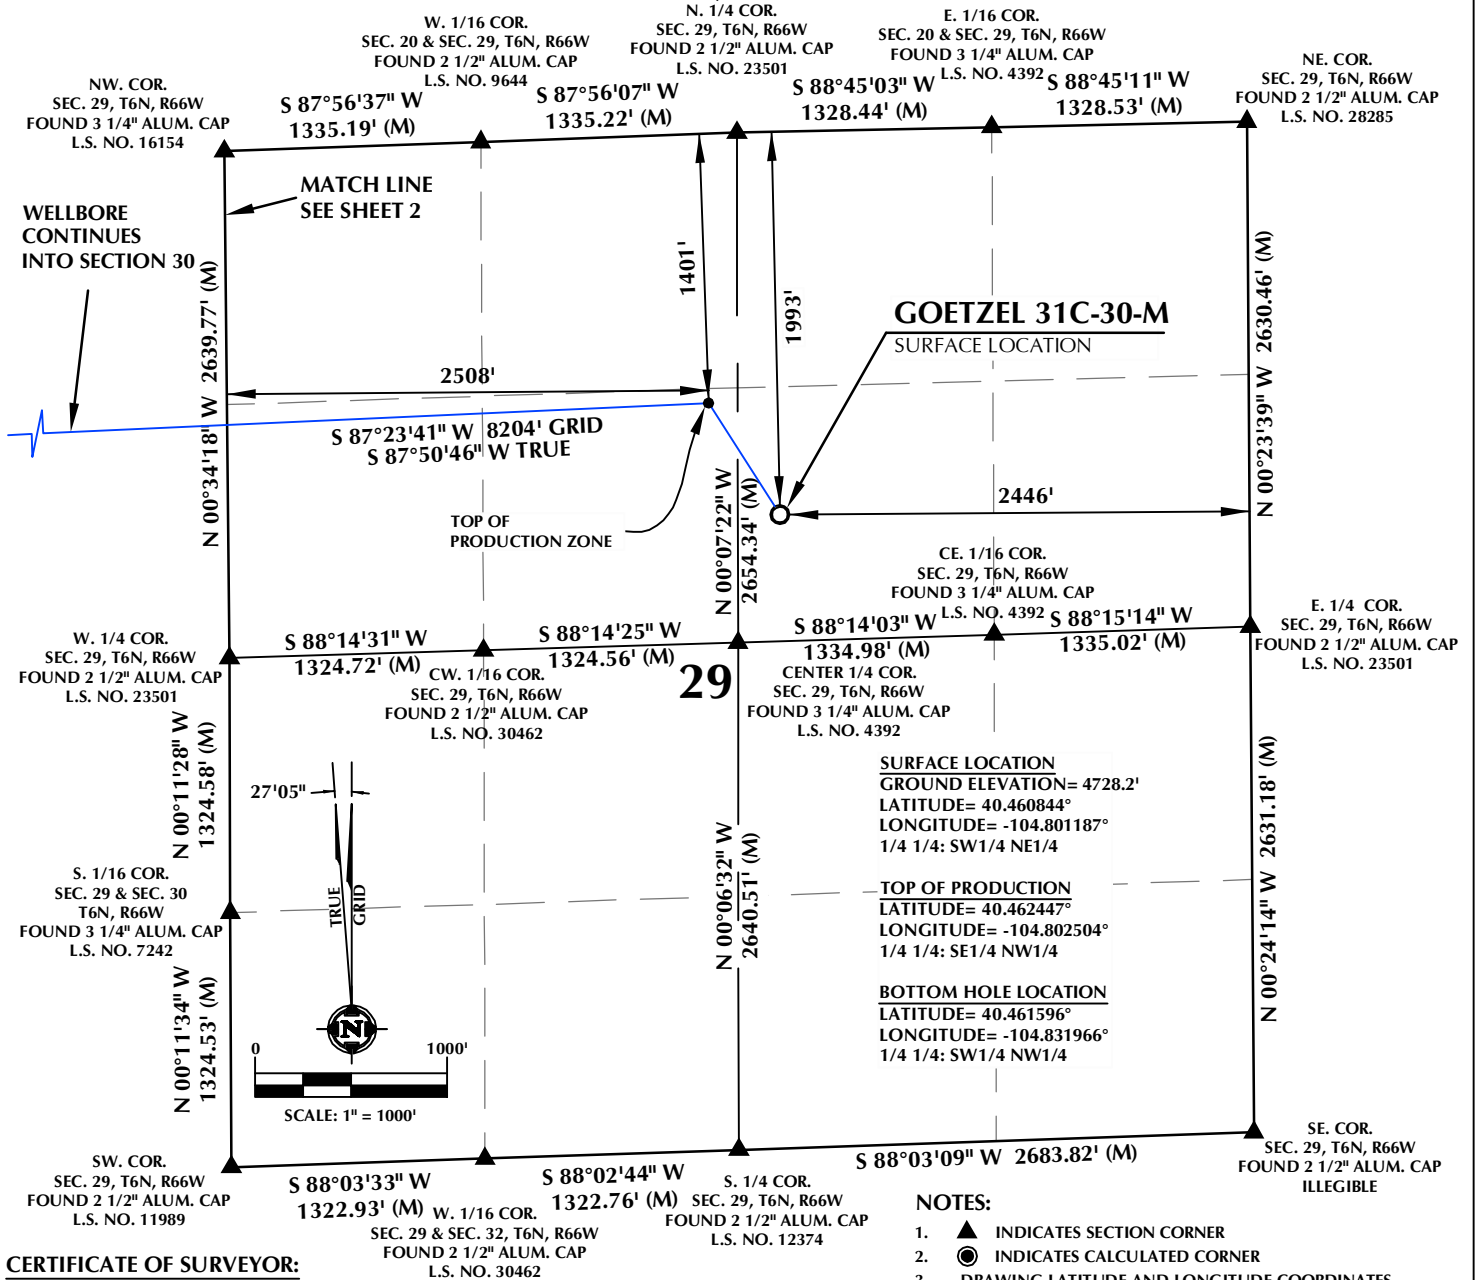 N. 1/4 COR.
SEC. 29, T6N, R66W
FOUND 2 1/2" ALUM. CAP
L.S. NO. 23501
W. 1/16 COR.
SEC. 20 & SEC. 29, T6N, R66W
FOUND 2 1/2" ALUM. CAP
L.S. NO. 9644
E. 1/16 COR.
SEC. 20 & SEC. 29, T6N, R66W
FOUND 3 1/4" ALUM. CAP
L.S. NO. 4392
NE. COR.
SEC. 29, T6N, R66W
FOUND 2 1/2" ALUM. CAP
L.S. NO. 28285
NW. COR.
SEC. 29, T6N, R66W
FOUND 3 1/4" ALUM. CAP
L.S. NO. 16154
S 87°56'37" W
1335.19' (M)
S 87°56'07" W
1335.22' (M)
S 88°45'03" W
1328.44' (M)
S 88°45'11" W
1328.53' (M)
MATCH LINE
SEE SHEET 2
WELLBORE
CONTINUES
INTO SECTION 30
N 00°34'18" W 2639.77' (M)
1401'
1993'
GOETZEL 31C-30-M
SURFACE LOCATION
N 00°23'39" W 2630.46' (M)
2508'
S 87°23'41" W 8204' GRID
S 87°50'46" W TRUE
2446'
TOP OF
PRODUCTION ZONE
N 00°07'22" W
2654.34' (M)
CE. 1/16 COR.
SEC. 29, T6N, R66W
FOUND 3 1/4" ALUM. CAP
L.S. NO. 4392
W. 1/4 COR.
SEC. 29, T6N, R66W
FOUND 2 1/2" ALUM. CAP
L.S. NO. 23501
S 88°14'31" W
1324.72' (M)
S 88°14'25" W
1324.56' (M)
S 88°14'03" W
1334.98' (M)
S 88°15'14" W
1335.02' (M)
E. 1/4 COR.
SEC. 29, T6N, R66W
FOUND 2 1/2" ALUM. CAP
L.S. NO. 23501
CW. 1/16 COR.
SEC. 29, T6N, R66W
FOUND 2 1/2" ALUM. CAP
L.S. NO. 30462
29
CENTER 1/4 COR.
SEC. 29, T6N, R66W
FOUND 3 1/4" ALUM. CAP
L.S. NO. 4392
N 00°11'28" W
1324.58' (M)
27'05"
TRUE
GRID
N
N 00°06'32" W
2640.51' (M)
SURFACE LOCATION
GROUND ELEVATION= 4728.2'
LATITUDE= 40.460844°
LONGITUDE= -104.801187°
1/4 1/4: SW1/4 NE1/4
TOP OF PRODUCTION
LATITUDE= 40.462447°
LONGITUDE= -104.802504°
1/4 1/4: SE1/4 NW1/4
BOTTOM HOLE LOCATION
LATITUDE= 40.461596°
LONGITUDE= -104.831966°
1/4 1/4: SW1/4 NW1/4
N 00°24'14" W 2631.18' (M)
S. 1/16 COR.
SEC. 29 & SEC. 30
T6N, R66W
FOUND 3 1/4" ALUM. CAP
L.S. NO. 7242
N 00°11'34" W
1324.53' (M)
0 1000'
SCALE: 1" = 1000'
SW. COR.
SEC. 29, T6N, R66W
FOUND 2 1/2" ALUM. CAP
L.S. NO. 11989
S 88°03'33" W
1322.93' (M)
S 88°02'44" W
1322.76' (M)
S 88°03'09" W 2683.82' (M)
W. 1/16 COR.
SEC. 29 & SEC. 32, T6N, R66W
FOUND 2 1/2" ALUM. CAP
L.S. NO. 30462
S. 1/4 COR.
SEC. 29, T6N, R66W
FOUND 2 1/2" ALUM. CAP
L.S. NO. 12374
SE. COR.
SEC. 29, T6N, R66W
FOUND 2 1/2" ALUM. CAP
ILLEGIBLE
NOTES:
1. INDICATES SECTION CORNER
2. INDICATES CALCULATED CORNER
3. DRAWING LATITUDE AND LONGITUDE COORDINATES
CERTIFICATE OF SURVEYOR: